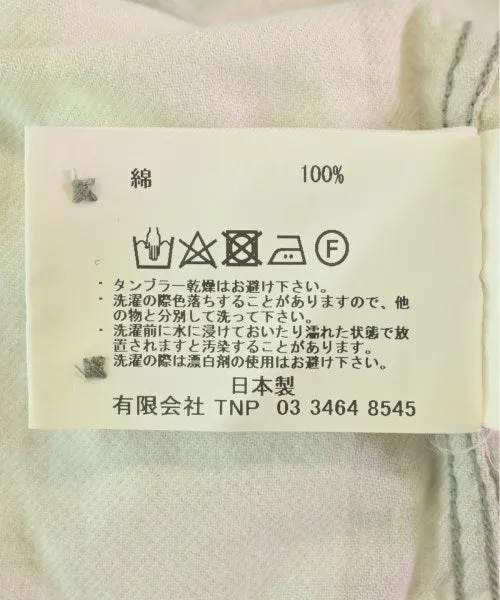 綿 100%
F
・タンブラー乾燥はお避け下さい。
・洗濯の際色落ちすることがありますので、他
の物と分別して洗って下さい。
・洗濯前に水に浸けておいたり濡れた状態で放
置されますと汚染することがあります。
・洗濯の際は漂白剤の使用はお避け下さい。
日本製
有限会社 TNP 03 3464 8545